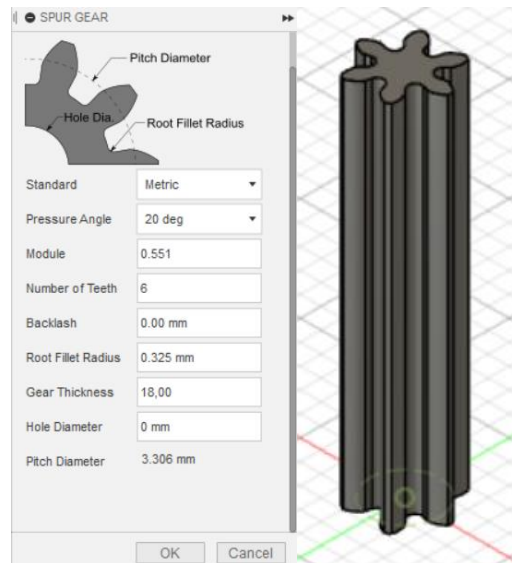 SPUR GEAR
Pitch Diameter
Hole Dia.
Root Fillet Radius
Standard Metric
Pressure Angle 20 deg
Module 0.551
Number of Teeth 6
Backlash 0.00 mm
Root Fillet Radius 0.325 mm
Gear Thickness 18,00
Hole Diameter 0 mm
Pitch Diameter 3.306 mm
OK Cancel